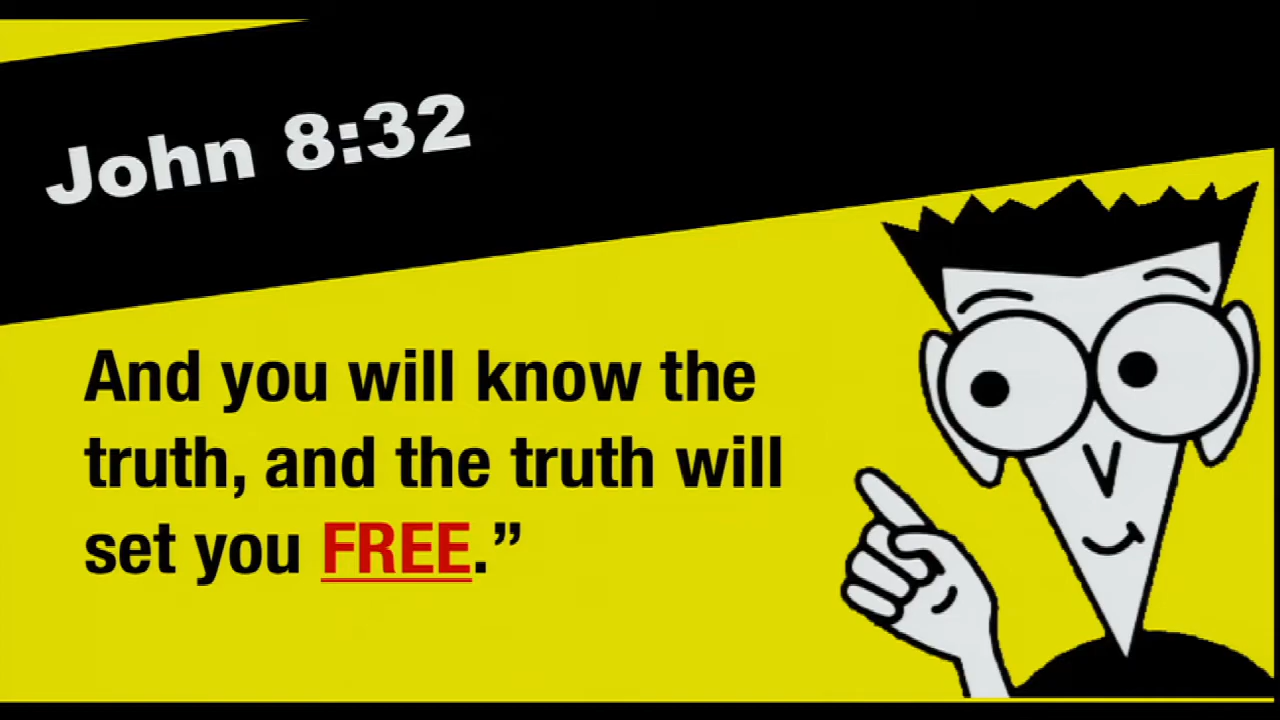 John 8:32
And you will know the
truth, and the truth will
set you FREE.”